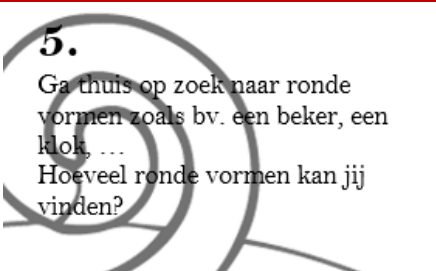 5.
Ga thuis op zoek naar ronde
vormen zoals bv. een beker, een
klok, …
Hoeveel ronde vormen kan jij
vinden?